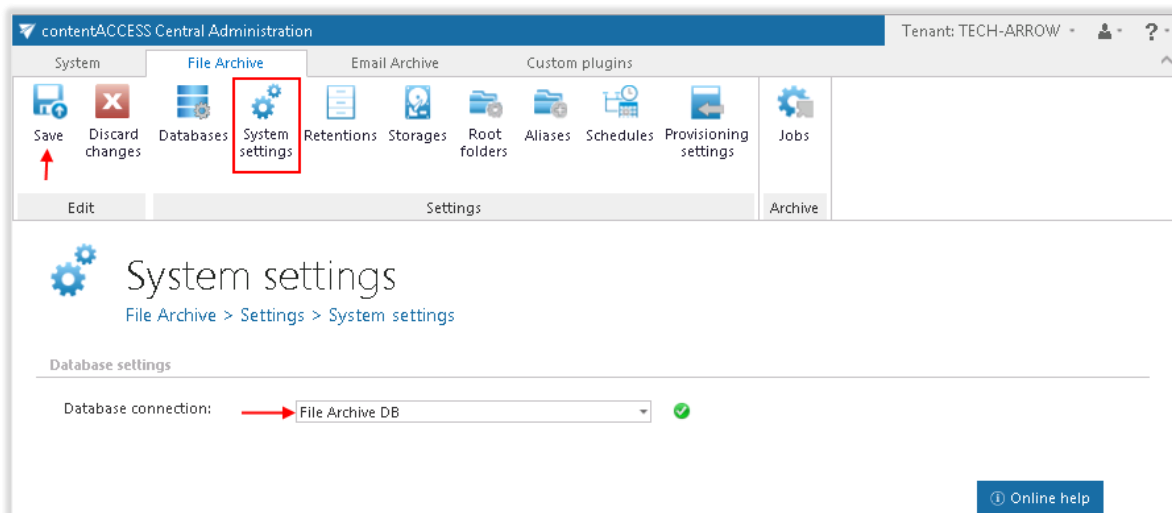 contentACCESS Central Administration
Tenant: TECH-ARROW
?
System
File Archive
Email Archive
Custom plugins
Save
Discard
changes
Databases
System
settings
Retentions
Storages
Root
folders
Aliases
Schedules
Provisioning
settings
Jobs
Edit
Settings
Archive
System settings
File Archive > Settings > System settings
Database settings
Database connection:
File Archive DB
Online help